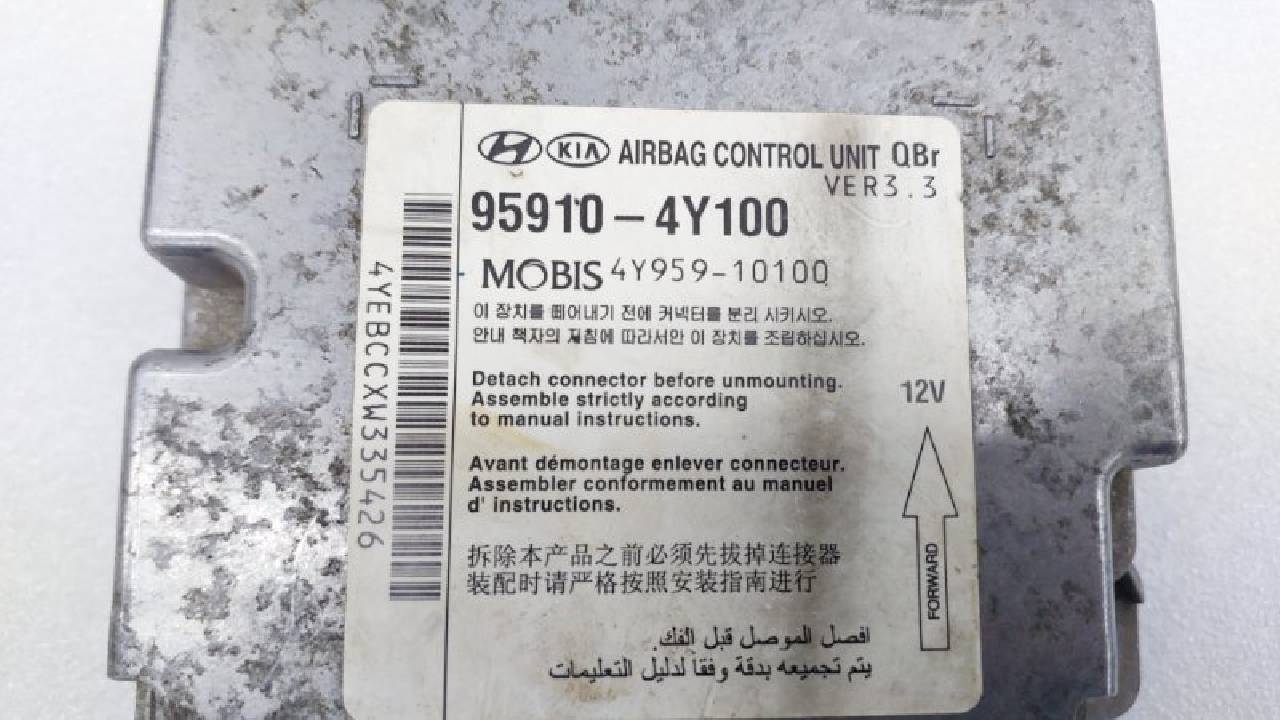 HYUNDAI KIA AIRBAG CONTROL UNIT QBr
VER3.3
95910-4Y100
MOBIS 4Y959-10100
이 장치를 떼어내기 전에 커넥터를 분리 시키시오.
안내 책자의 지침에 따라서만 이 장치를 조립하십시오.
Detach connector before unmounting.
Assemble strictly according
to manual instructions.
12V
Avant démontage enlever connecteur.
Assembler conformement au manuel
d' instructions.
拆除本产品之前必须先拔掉连接器
装配时请严格按照安装指南进行
افصل الموصل قبل الفك.
يتم تجميعه بدقة وفقاً لدليل التعليمات
FORWARD
4YEBCCXW335426